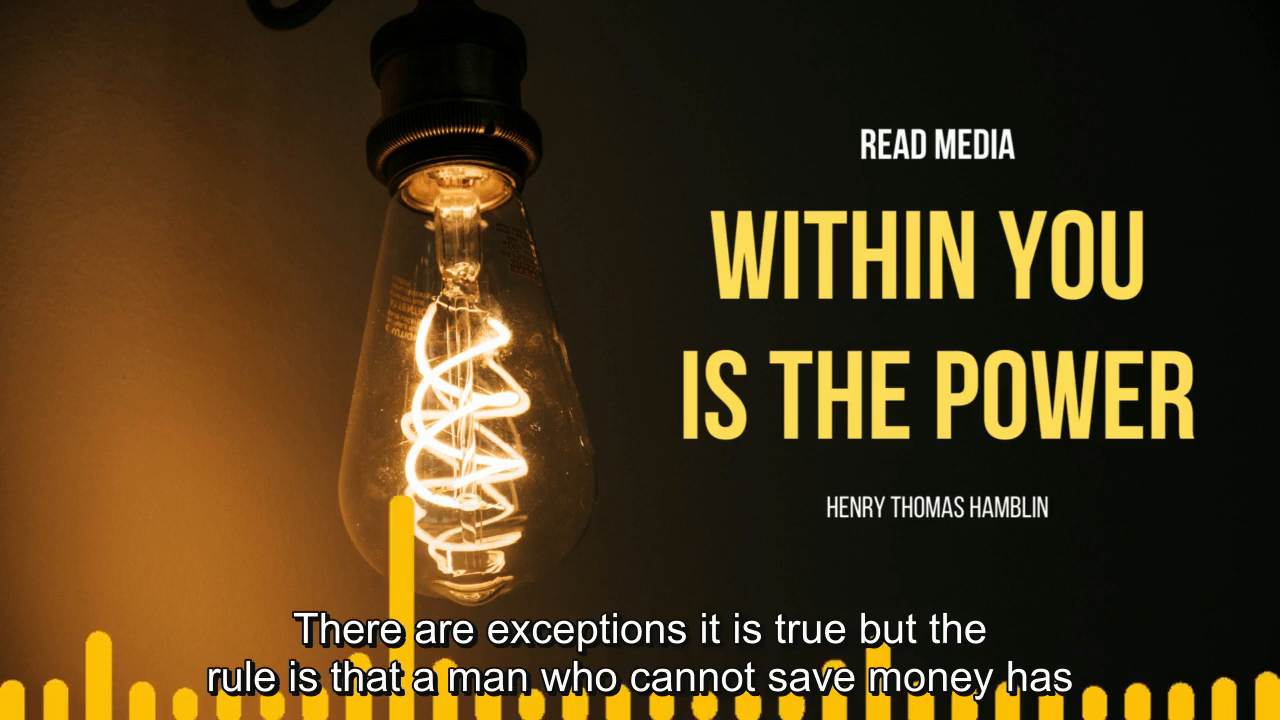 READ MEDIA
WITHIN YOU
IS THE POWER
HENRY THOMAS HAMBLIN
There are exceptions it is true but the
rule is that a man who cannot save money has